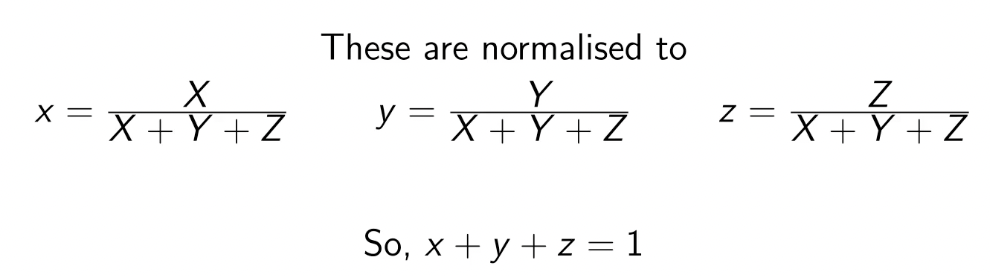 These are normalised to
x = X / (X + Y + Z)    y = Y / (X + Y + Z)    z = Z / (X + Y + Z)
So, x + y + z = 1